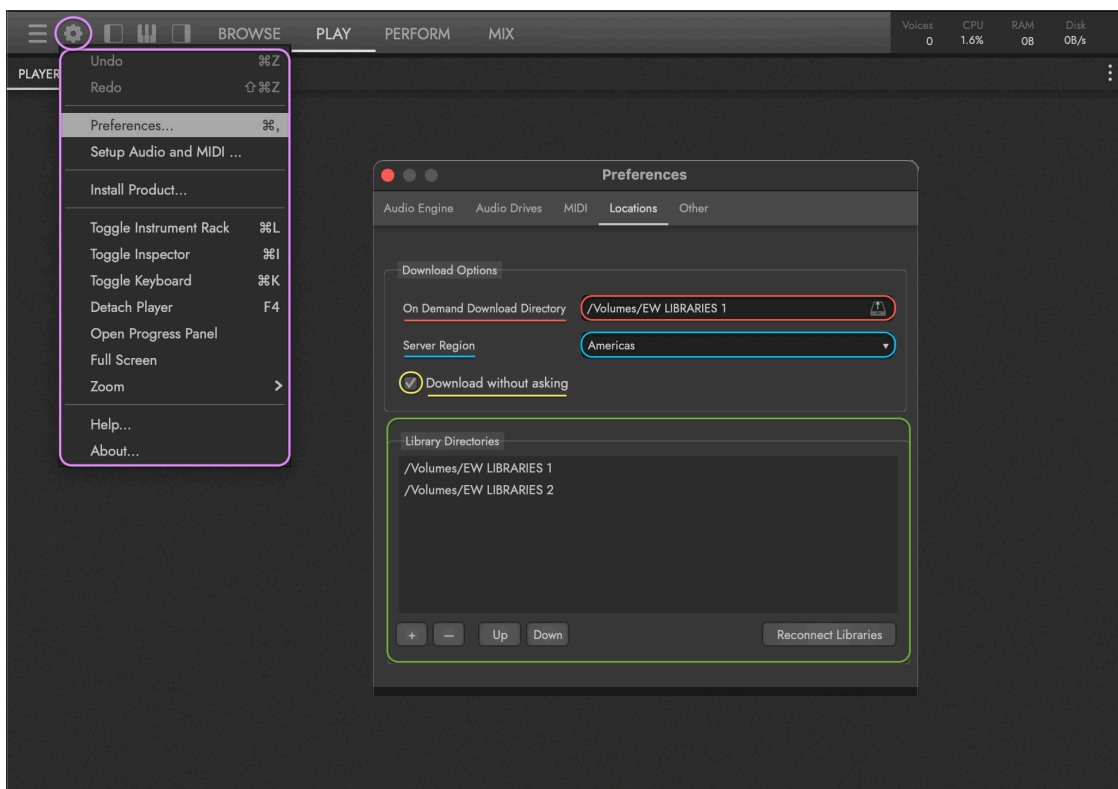 BROWSE PLAY PERFORM MIX
Voices CPU RAM Disk
0 1.6% 0B 0B/s
PLAYER
Undo ⌘Z
Redo ⇧⌘Z
Preferences... ⌘,
Setup Audio and MIDI ...
Install Product...
Toggle Instrument Rack ⌘L
Toggle Inspector ⌘I
Toggle Keyboard ⌘K
Detach Player F4
Open Progress Panel
Full Screen
Zoom
Help...
About...
Preferences
Audio Engine Audio Drives MIDI Locations Other
Download Options
On Demand Download Directory /Volumes/EW LIBRARIES 1
Server Region Americas
Download without asking
Library Directories
/Volumes/EW LIBRARIES 1
/Volumes/EW LIBRARIES 2
+ – Up Down Reconnect Libraries